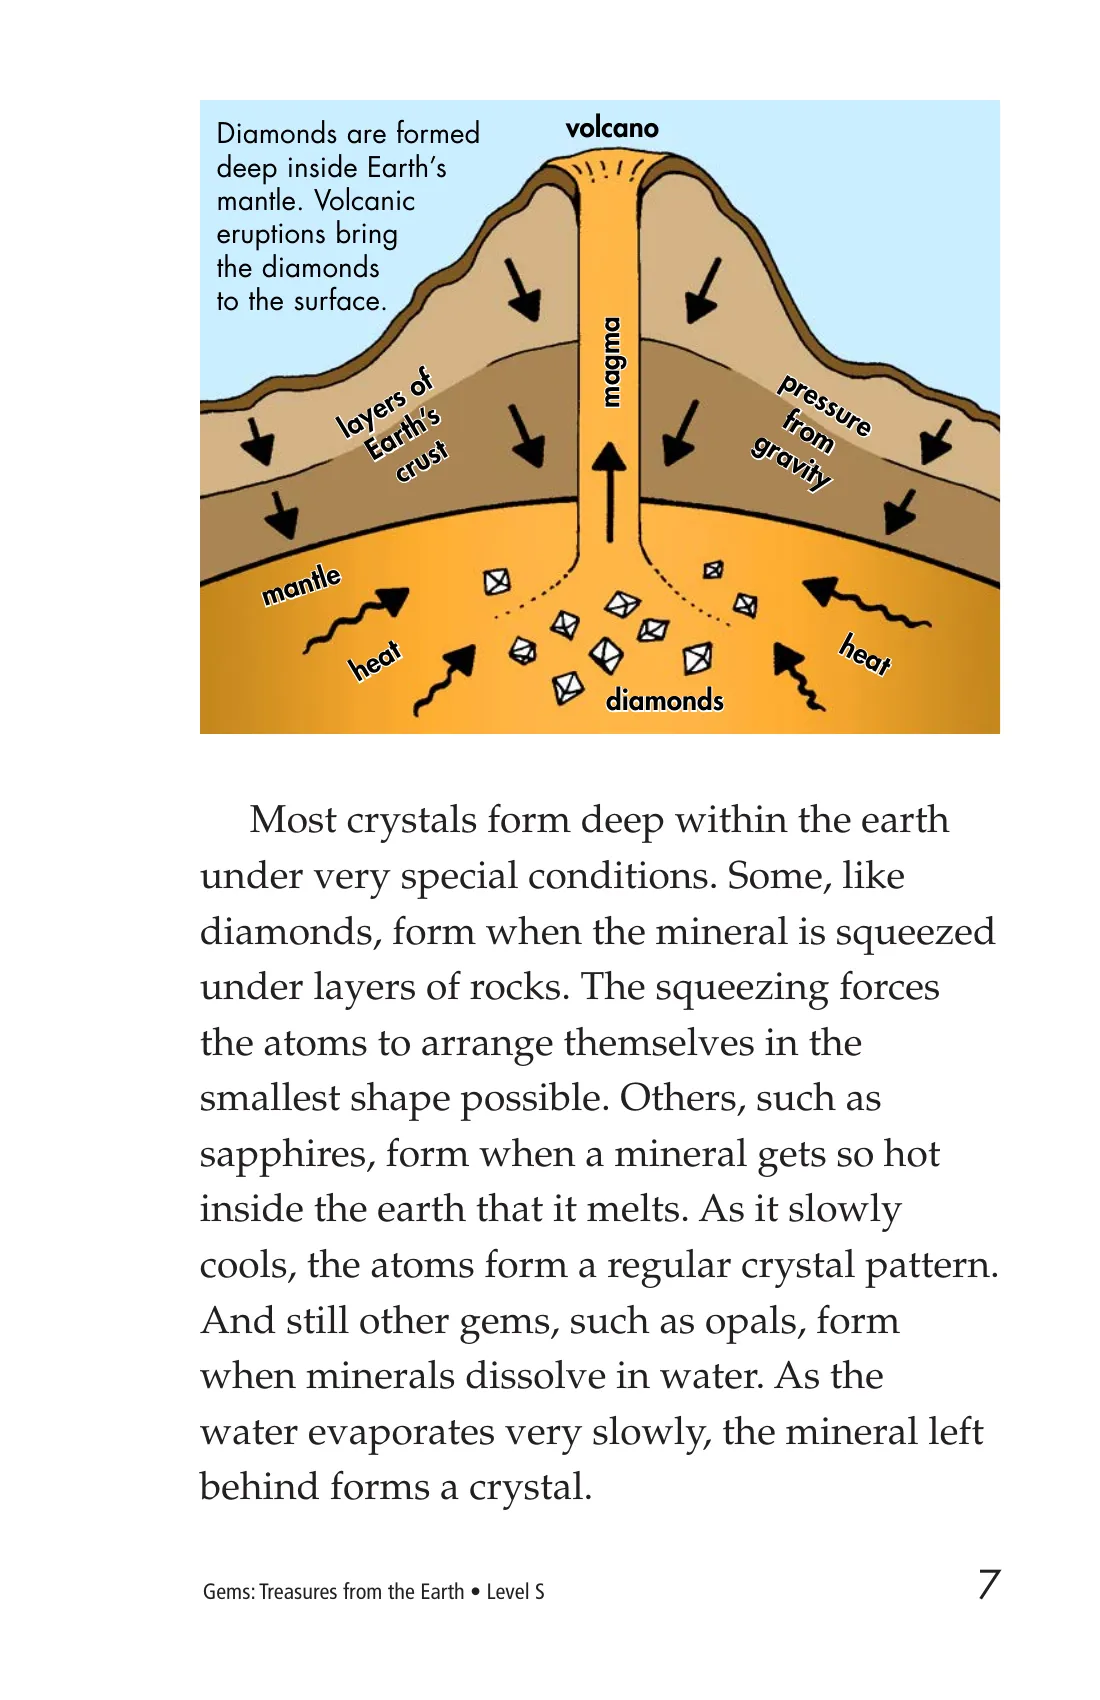 Diamonds are formed
deep inside Earth’s
mantle. Volcanic
eruptions bring
the diamonds
to the surface.
volcano
magma
layers of
Earth’s
crust
pressure
from
gravity
mantle
heat
heat
diamonds
Most crystals form deep within the earth
under very special conditions. Some, like
diamonds, form when the mineral is squeezed
under layers of rocks. The squeezing forces
the atoms to arrange themselves in the
smallest shape possible. Others, such as
sapphires, form when a mineral gets so hot
inside the earth that it melts. As it slowly
cools, the atoms form a regular crystal pattern.
And still other gems, such as opals, form
when minerals dissolve in water. As the
water evaporates very slowly, the mineral left
behind forms a crystal.
Gems: Treasures from the Earth • Level S
7